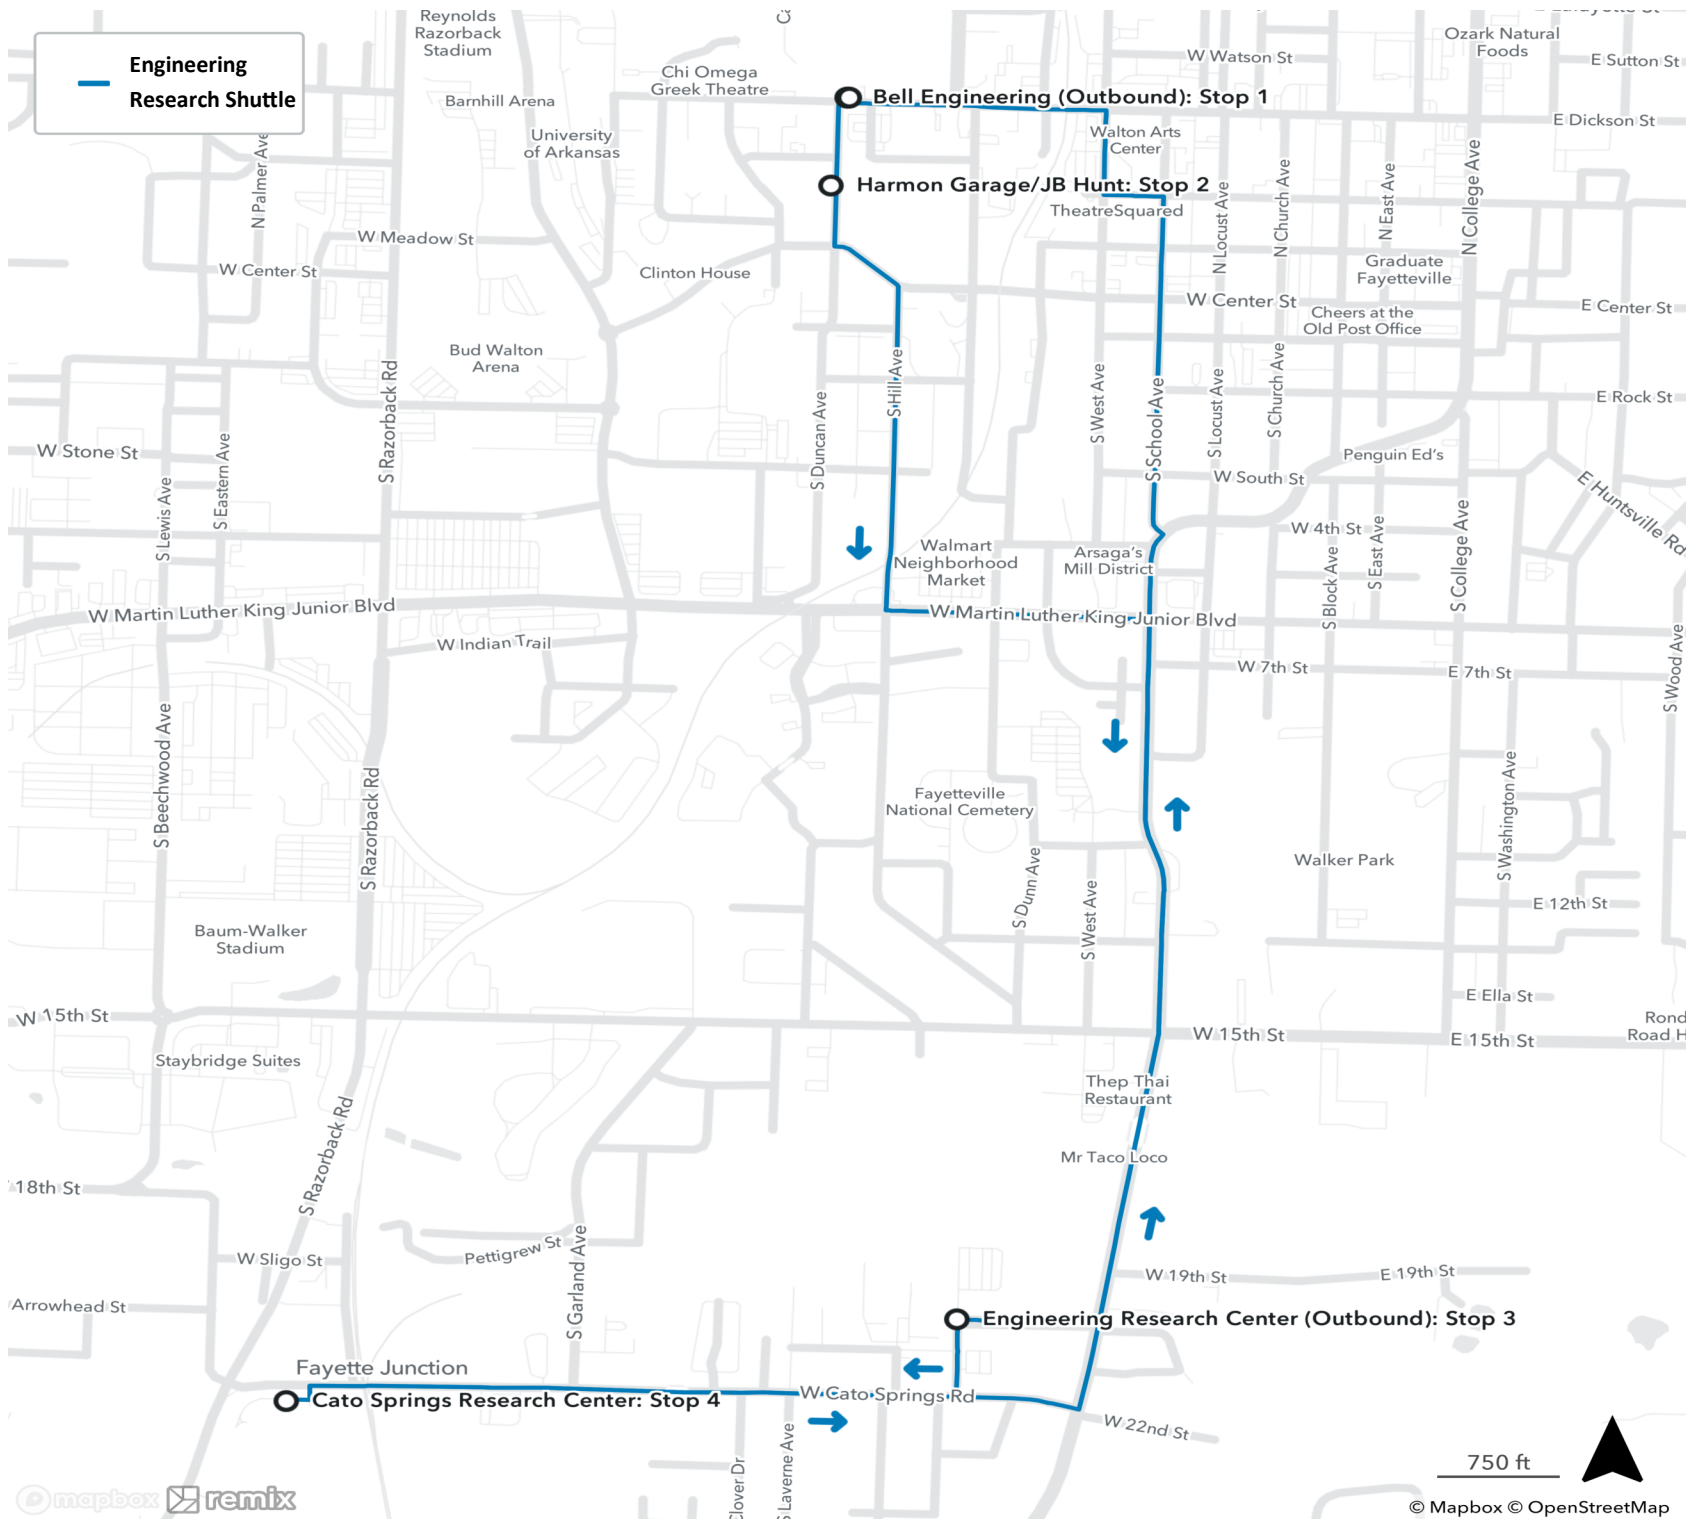 Engineering
Research Shuttle
Reynolds
Razorback
Stadium
Barnhill Arena
University
of Arkansas
Chi Omega
Greek Theatre
Bell Engineering (Outbound): Stop 1
Walton Arts
Center
Harmon Garage/JB Hunt: Stop 2
TheatreSquared
W Watson St
Ozark Natural
Foods
E Lafayette St
E Sutton St
E Dickson St
N Palmer Ave
W Meadow St
W Center St
Clinton House
N Locust Ave
N Church Ave
N East Ave
N College Ave
Graduate
Fayetteville
W Center St
Cheers at the
Old Post Office
E Center St
Bud Walton
Arena
S Razorback Rd
S Duncan Ave
S Hill Ave
S West Ave
S School Ave
S Locust Ave
S Church Ave
E Rock St
W Stone St
S Lewis Ave
S Eastern Ave
Penguin Ed's
W South St
E Huntsville Rd
W 4th St
S Block Ave
S East Ave
S College Ave
Walmart
Neighborhood
Market
Arsaga's
Mill District
W Martin Luther King Junior Blvd
W Martin Luther King Junior Blvd
W Indian Trail
W 7th St
E 7th St
S Wood Ave
S Beechwood Ave
S Razorback Rd
Fayetteville
National Cemetery
S Dunn Ave
S West Ave
Walker Park
S Washington Ave
E 12th St
Baum-Walker
Stadium
E Ella St
W 15th St
W 15th St
E 15th St
Rond
Road H
Staybridge Suites
Thep Thai
Restaurant
Mr Taco Loco
S Razorback Rd
18th St
W Sligo St
Pettigrew St
S Garland Ave
Arrowhead St
W 19th St
E 19th St
Engineering Research Center (Outbound): Stop 3
Fayette Junction
Cato Springs Research Center: Stop 4
W Cato Springs Rd
W 22nd St
Clover Dr
S Laverne Ave
750 ft
mapbox
remix
© Mapbox © OpenStreetMap